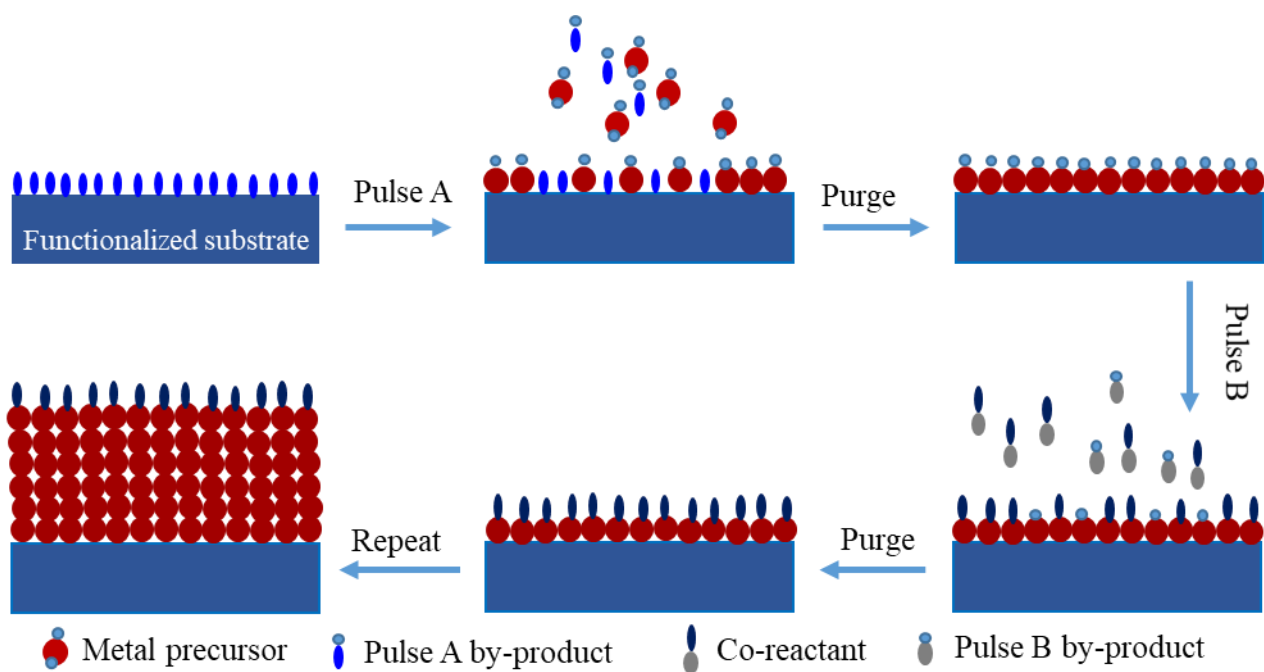 Functionalized substrate
Pulse A
Purge
Pulse B
Purge
Repeat
Metal precursor
Pulse A by-product
Co-reactant
Pulse B by-product